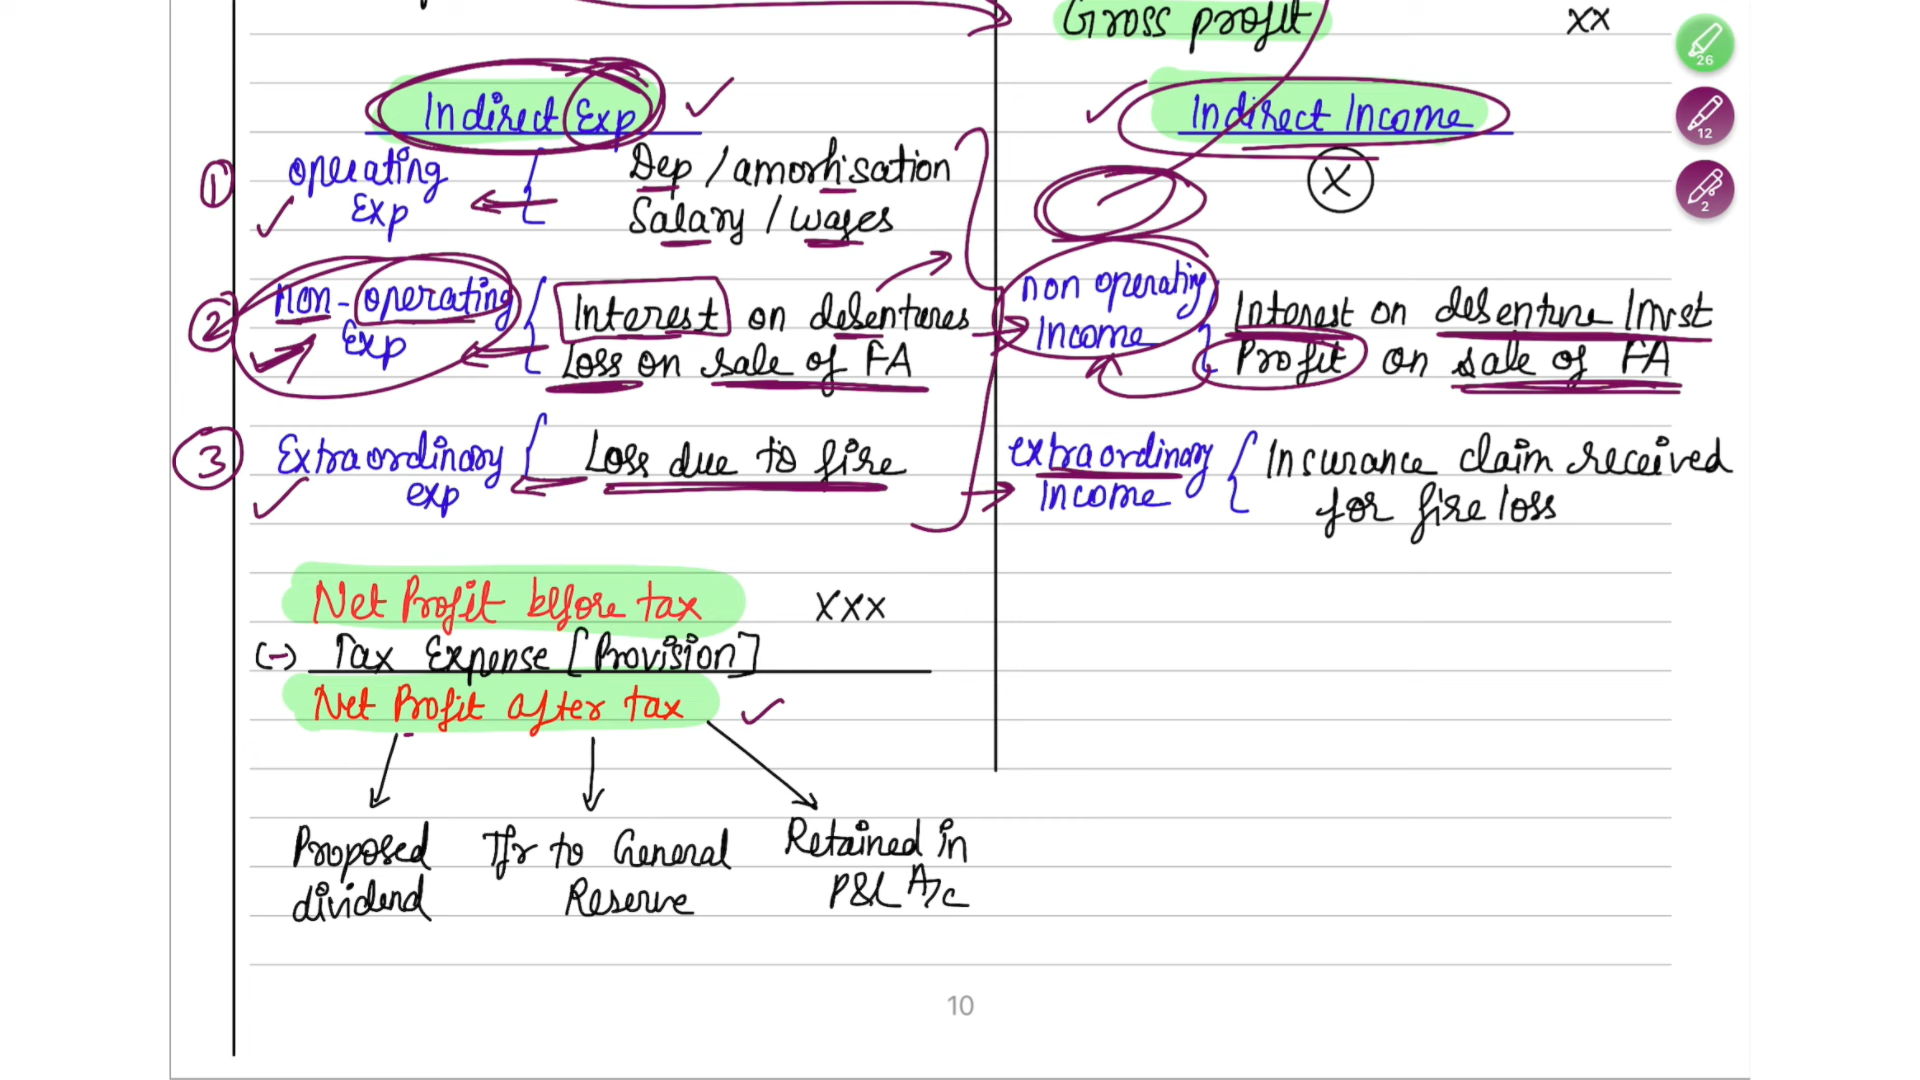 Gross profit XX
Indirect Exp
Indirect Income
① operating Exp
Dep / amortisation
Salary / wages
X
② non-operating Exp
Interest on debentures
Loss on sale of FA
non operating Income
Interest on debenture Invst
Profit on sale of FA
③ Extraordinary exp
Loss due to fire
extraordinary Income
Insurance claim received
for fire loss
Net Profit before tax XXX
(-) Tax Expense [Provision]
Net Profit after tax
Proposed dividend
Tfr to General Reserve
Retained in P&L A/c
10
26
12
2